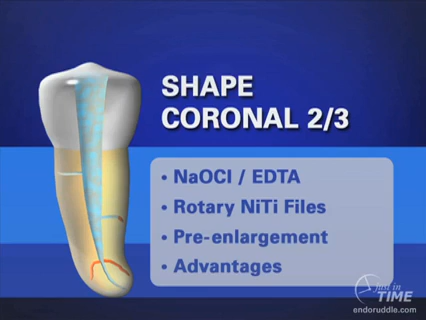 SHAPE
CORONAL 2/3
• NaOCl / EDTA
• Rotary NiTi Files
• Pre-enlargement
• Advantages
Just in
TIME
endoruddle.com